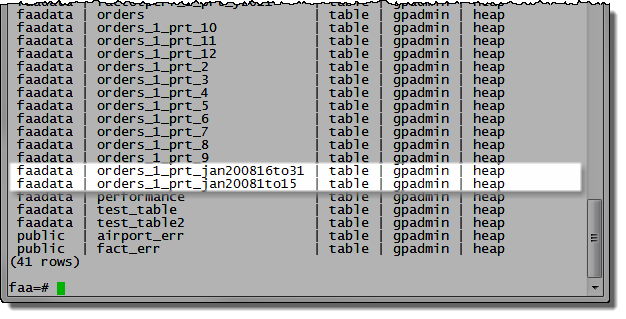 faadata | orders | table | gpadmin | heap
faadata | orders_1_prt_10 | table | gpadmin | heap
faadata | orders_1_prt_11 | table | gpadmin | heap
faadata | orders_1_prt_12 | table | gpadmin | heap
faadata | orders_1_prt_2 | table | gpadmin | heap
faadata | orders_1_prt_3 | table | gpadmin | heap
faadata | orders_1_prt_4 | table | gpadmin | heap
faadata | orders_1_prt_5 | table | gpadmin | heap
faadata | orders_1_prt_6 | table | gpadmin | heap
faadata | orders_1_prt_7 | table | gpadmin | heap
faadata | orders_1_prt_8 | table | gpadmin | heap
faadata | orders_1_prt_9 | table | gpadmin | heap
faadata | orders_1_prt_jan200816to31 | table | gpadmin | heap
faadata | orders_1_prt_jan20081to15 | table | gpadmin | heap
faadata | performance | table | gpadmin | heap
faadata | test_table | table | gpadmin | heap
faadata | test_table2 | table | gpadmin | heap
public | airport_err | table | gpadmin | heap
public | fact_err | table | gpadmin | heap
(41 rows)
faa=#